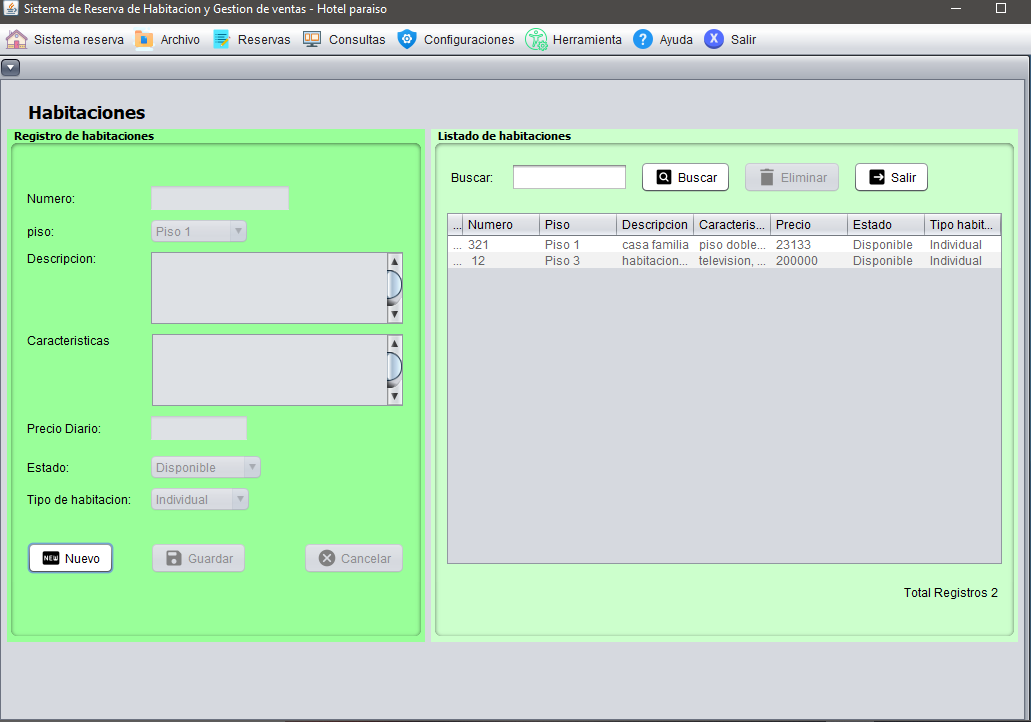 Sistema de Reserva de Habitacion y Gestion de ventas - Hotel paraiso
Sistema reserva Archivo Reservas Consultas Configuraciones Herramienta ? Ayuda X Salir
Habitaciones
Registro de habitaciones
Numero:
piso: Piso 1
Descripcion:
Caracteristicas
Precio Diario:
Estado: Disponible
Tipo de habitacion: Individual
NEW Nuevo Guardar Cancelar
Listado de habitaciones
Buscar: Buscar Eliminar Salir
... Numero Piso Descripcion Caracteris... Precio Estado Tipo habit...
... 321 Piso 1 casa familia piso doble... 23133 Disponible Individual
... 12 Piso 3 habitacion... television, ... 200000 Disponible Individual
Total Registros 2